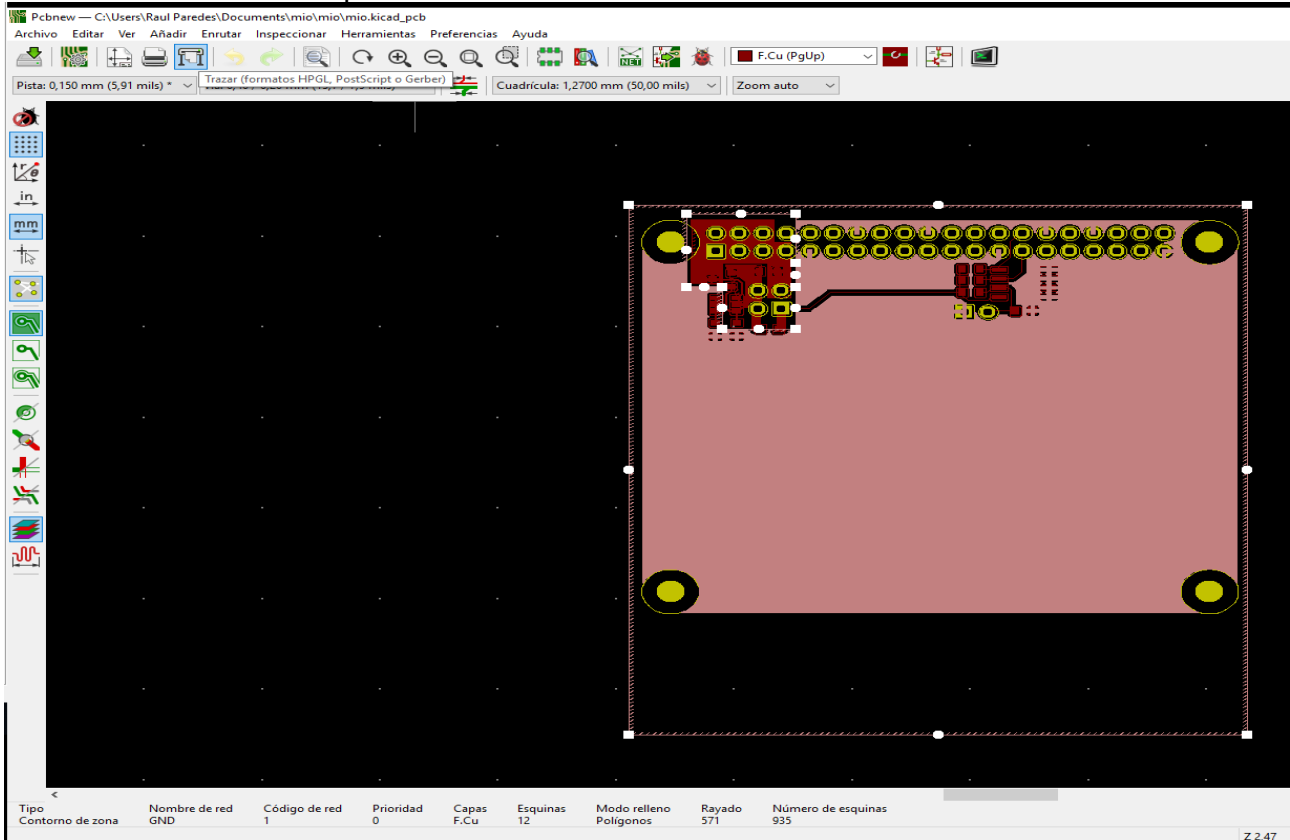 Pcbnew — C:\Users\Raul Paredes\Documents\mio\mio\mio.kicad_pcb
Archivo Editar Ver Añadir Enrutar Inspeccionar Herramientas Preferencias Ayuda
F.Cu (PgUp)
Trazar (formatos HPGL, PostScript o Gerber)
Pista: 0,150 mm (5,91 mils) * Cuadrícula: 1,2700 mm (50,00 mils) Zoom auto
in
mm
Tipo Nombre de red Código de red Prioridad Capas Esquinas Modo relleno Rayado Número de esquinas
Contorno de zona GND 1 0 F.Cu 12 Polígonos 571 935
Z 2.47